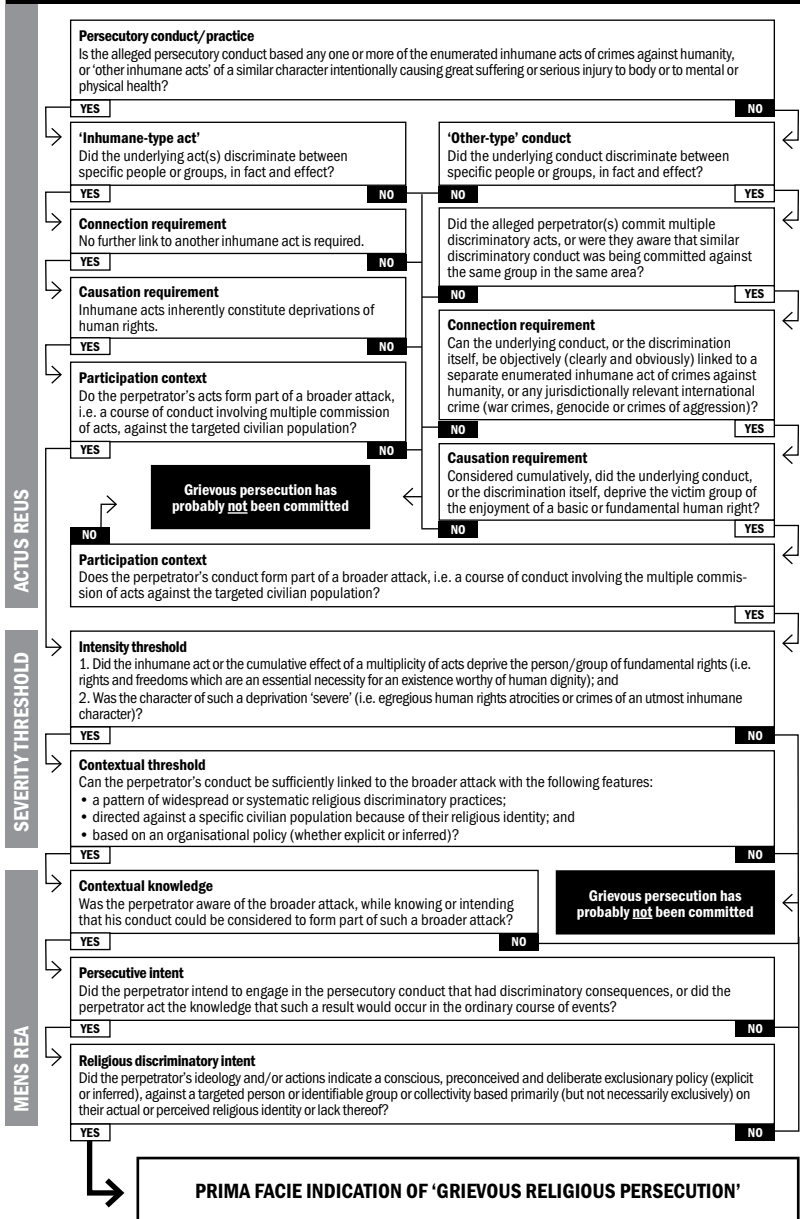 Persecutory conduct/practice
Is the alleged persecutory conduct based any one or more of the enumerated inhumane acts of crimes against humanity,
or 'other inhumane acts' of a similar character intentionally causing great suffering or serious injury to body or to mental or
physical health?
YES
NO
'Inhumane-type act'
Did the underlying act(s) discriminate between
specific people or groups, in fact and effect?
YES
NO
'Other-type' conduct
Did the underlying conduct discriminate between
specific people or groups, in fact and effect?
NO
YES
Connection requirement
No further link to another inhumane act is required.
YES
NO
Did the alleged perpetrator(s) commit multiple
discriminatory acts, or were they aware that similar
discriminatory conduct was being committed against
the same group in the same area?
NO
YES
Causation requirement
Inhumane acts inherently constitute deprivations of
human rights.
YES
NO
Connection requirement
Can the underlying conduct, or the discrimination
itself, be objectively (clearly and obviously) linked to a
separate enumerated inhumane act of crimes against
humanity, or any jurisdictionally relevant international
crime (war crimes, genocide or crimes of aggression)?
NO
YES
Participation context
Do the perpetrator's acts form part of a broader attack,
i.e. a course of conduct involving multiple commission
of acts, against the targeted civilian population?
YES
NO
Causation requirement
Considered cumulatively, did the underlying conduct,
or the discrimination itself, deprive the victim group of
the enjoyment of a basic or fundamental human right?
NO
YES
Grievous persecution has
probably not been committed
NO
Participation context
Does the perpetrator's conduct form part of a broader attack, i.e. a course of conduct involving the multiple commis-
sion of acts against the targeted civilian population?
YES
ACTUS REUS
Intensity threshold
1. Did the inhumane act or the cumulative effect of a multiplicity of acts deprive the person/group of fundamental rights (i.e.
rights and freedoms which are an essential necessity for an existence worthy of human dignity); and
2. Was the character of such a deprivation 'severe' (i.e. egregious human rights atrocities or crimes of an utmost inhumane
character)?
YES
NO
Contextual threshold
Can the perpetrator's conduct be sufficiently linked to the broader attack with the following features:
• a pattern of widespread or systematic religious discriminatory practices;
• directed against a specific civilian population because of their religious identity; and
• based on an organisational policy (whether explicit or inferred)?
YES
NO
SEVERITY THRESHOLD
Contextual knowledge
Was the perpetrator aware of the broader attack, while knowing or intending
that his conduct could be considered to form part of such a broader attack?
YES
NO
Grievous persecution has
probably not been committed
Persecutive intent
Did the perpetrator intend to engage in the persecutory conduct that had discriminatory consequences, or did the
perpetrator act the knowledge that such a result would occur in the ordinary course of events?
YES
NO
Religious discriminatory intent
Did the perpetrator's ideology and/or actions indicate a conscious, preconceived and deliberate exclusionary policy (explicit
or inferred), against a targeted person or identifiable group or collectivity based primarily (but not necessarily exclusively) on
their actual or perceived religious identity or lack thereof?
YES
NO
MENS REA
PRIMA FACIE INDICATION OF 'GRIEVOUS RELIGIOUS PERSECUTION'